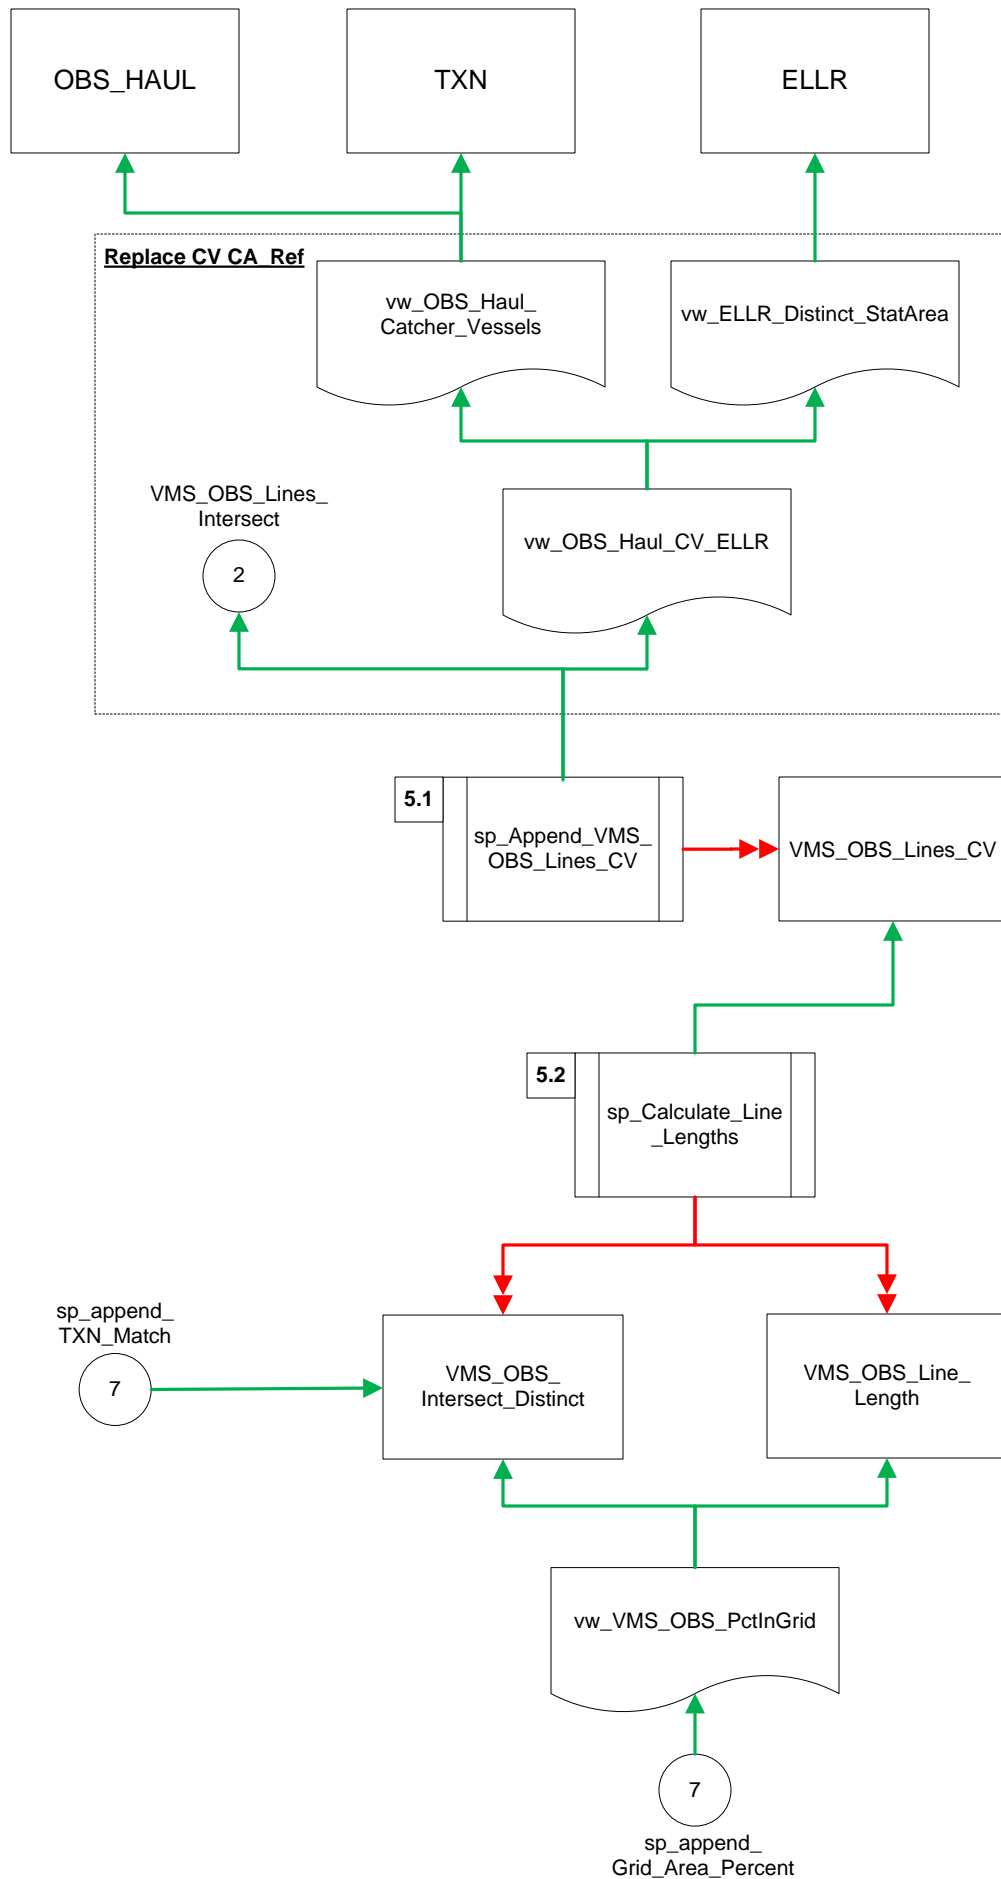 OBS_HAUL
TXN
ELLR
Replace CV CA_Ref
vw_OBS_Haul_
Catcher_Vessels
vw_ELLR_Distinct_StatArea
VMS_OBS_Lines_
Intersect
2
vw_OBS_Haul_CV_ELLR
5.1
sp_Append_VMS_
OBS_Lines_CV
VMS_OBS_Lines_CV
5.2
sp_Calculate_Line
_Lengths
sp_append_
TXN_Match
7
VMS_OBS_
Intersect_Distinct
VMS_OBS_Line_
Length
vw_VMS_OBS_PctInGrid
7
sp_append_
Grid_Area_Percent